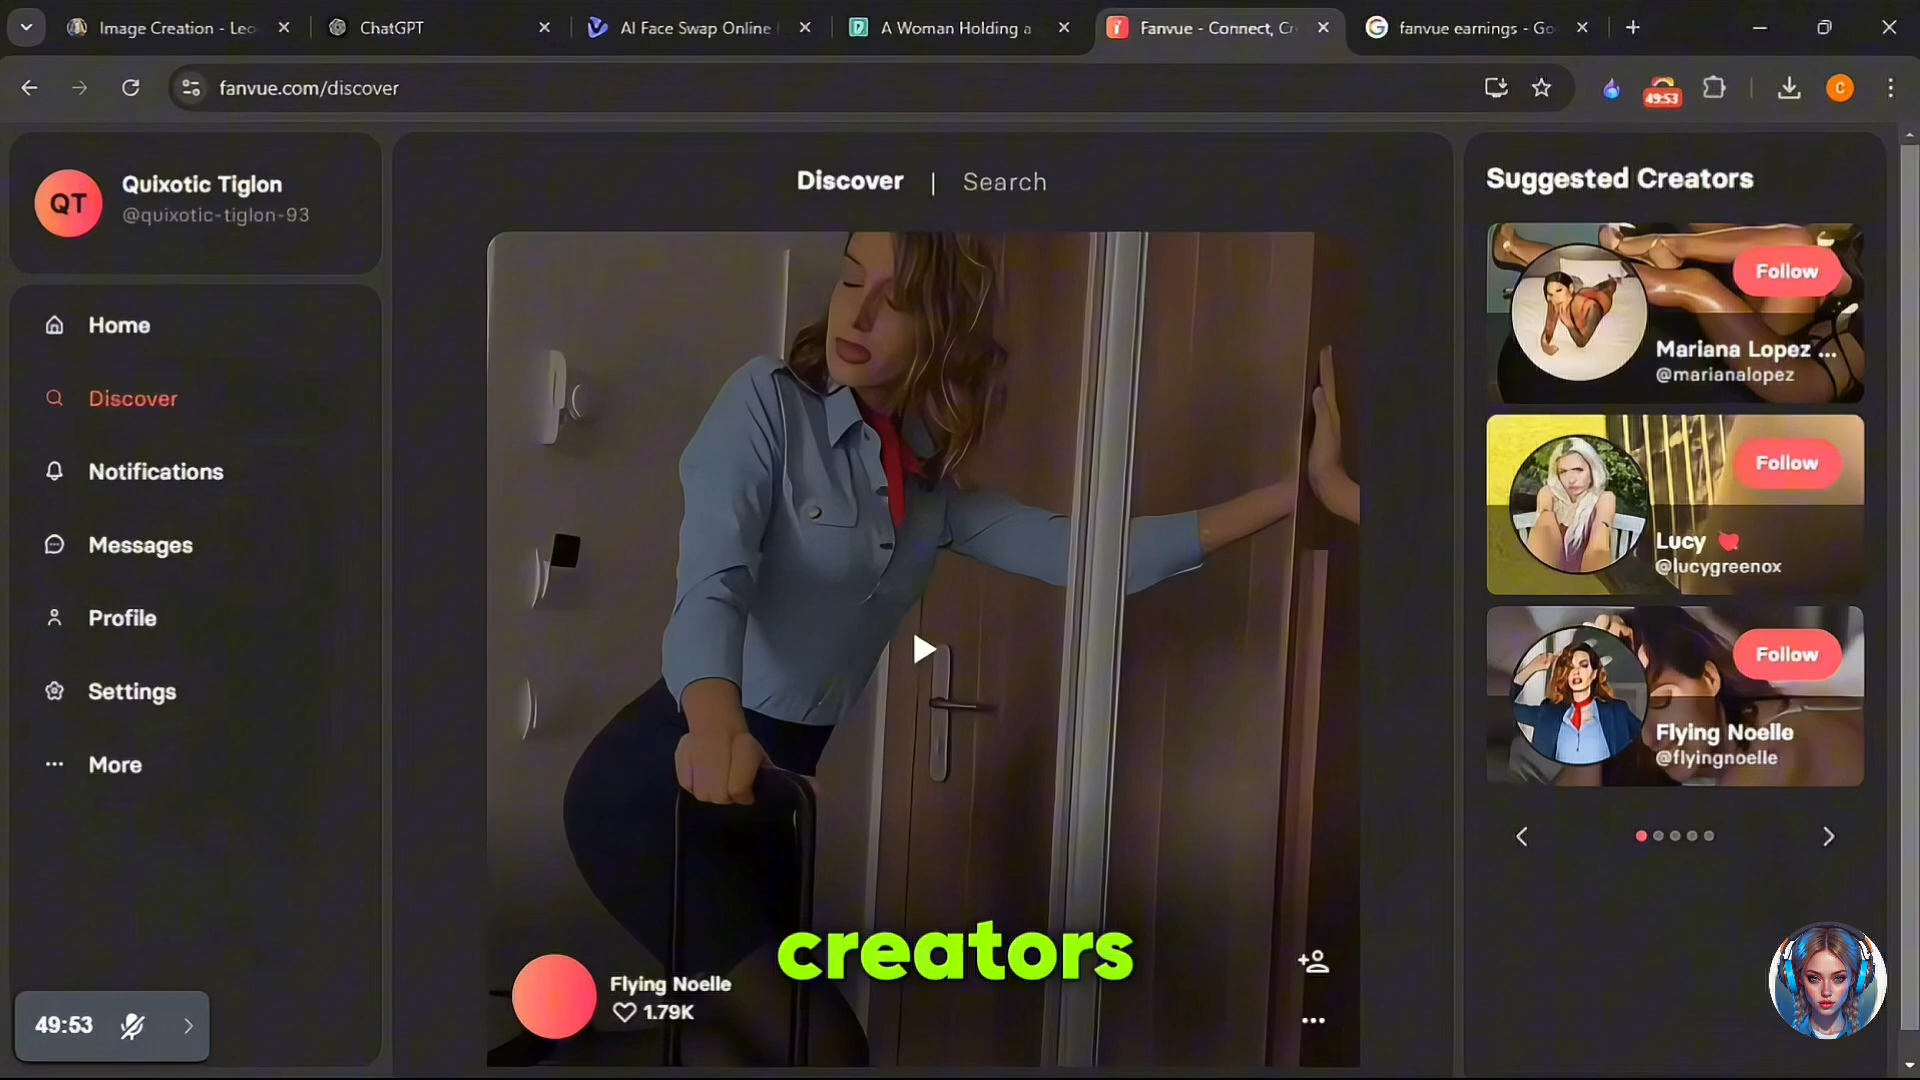 Image Creation - Leo
ChatGPT
AI Face Swap Online
A Woman Holding a
Fanvue - Connect, Cr
fanvue earnings - Go
fanvue.com/discover
49:53
C
QT
Quixotic Tiglon
@quixotic-tiglon-93
Home
Discover
Notifications
Messages
Profile
Settings
More
Discover | Search
Suggested Creators
Follow
Mariana Lopez ...
@marianalopez
Follow
Lucy
@lucygreenox
Follow
Flying Noelle
@flyingnoelle
creators
Flying Noelle
1.79K
49:53